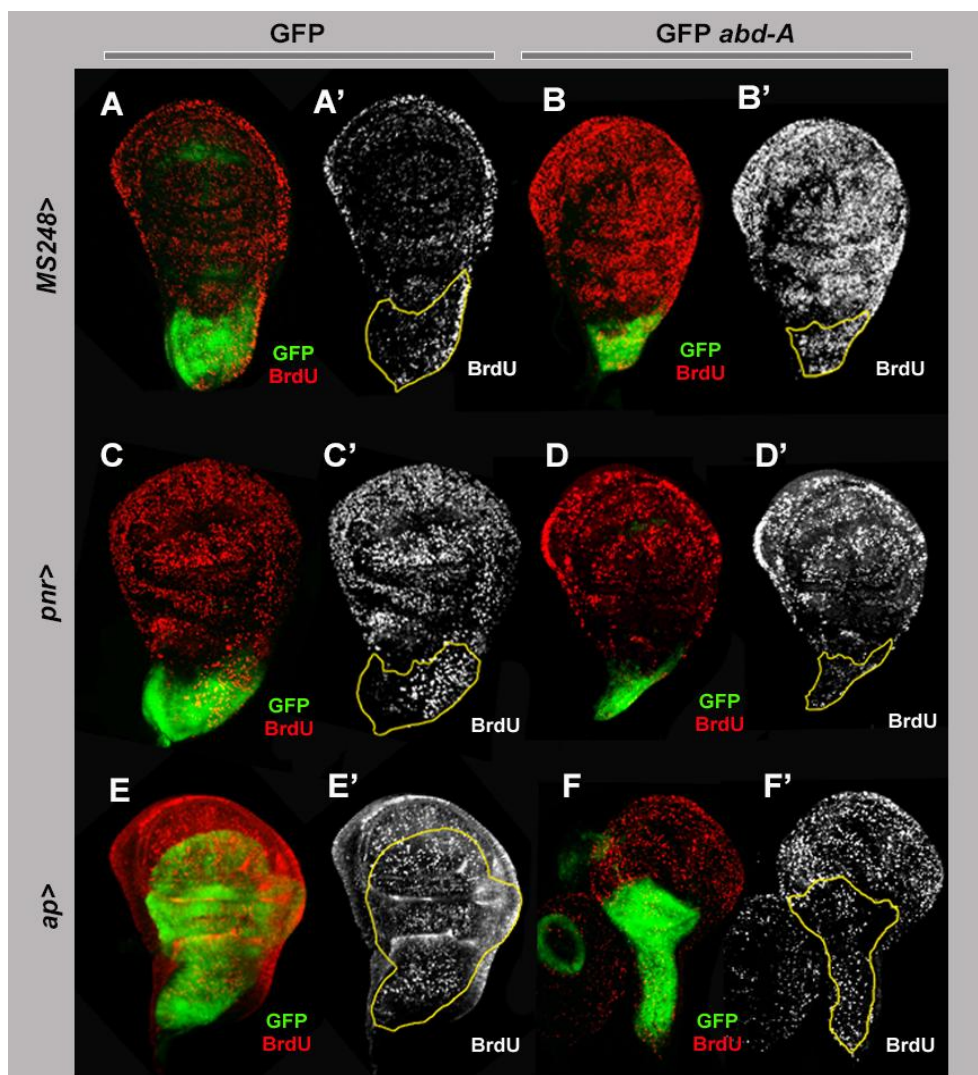 GFP GFP abd-A
A A’ B B’
MS248>
GFP GFP
BrdU BrdU BrdU BrdU
C C’ D D’
pnr>
GFP GFP
BrdU BrdU BrdU BrdU
E E’ F F’
ap>
GFP GFP
BrdU BrdU BrdU BrdU